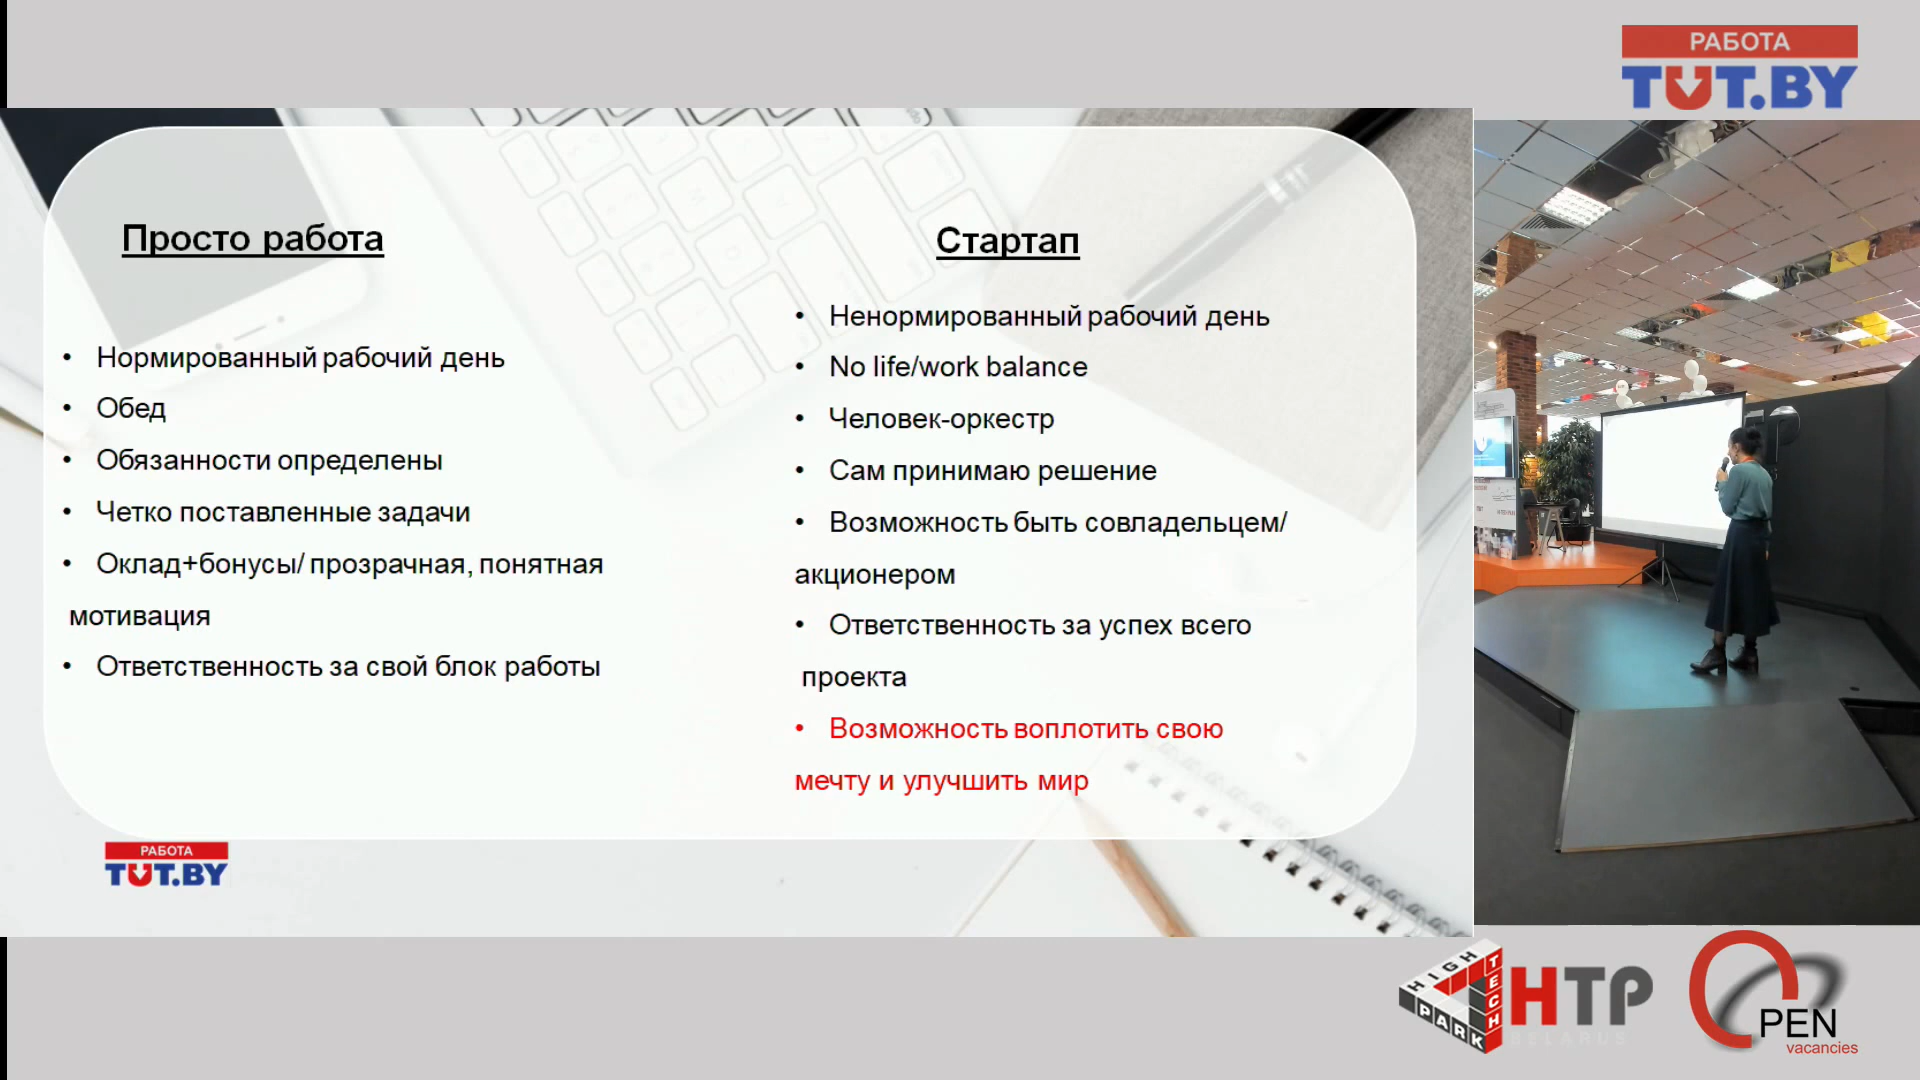 РАБОТА
TUT.BY
Просто работа
• Нормированный рабочий день
• Обед
• Обязанности определены
• Четко поставленные задачи
• Оклад+бонусы/ прозрачная, понятная
мотивация
• Ответственность за свой блок работы
Стартап
• Ненормированный рабочий день
• No life/work balance
• Человек-оркестр
• Сам принимаю решение
• Возможность быть совладельцем/
акционером
• Ответственность за успех всего
проекта
• Возможность воплотить свою
мечту и улучшить мир
РАБОТА
TUT.BY
HIGH TECH PARK
HTP
BELARUS
OPEN
vacancies